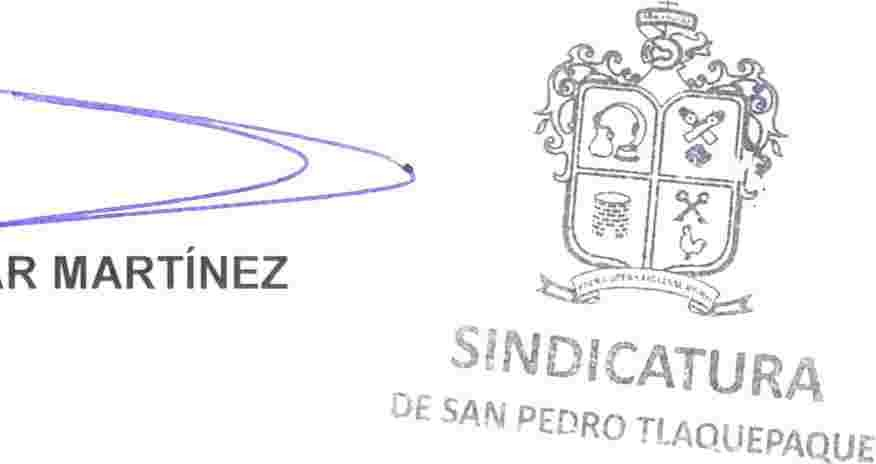 AR MARTÍNEZ
SINDICATURA
DE SAN PEDRO TLAQUEPAQUE